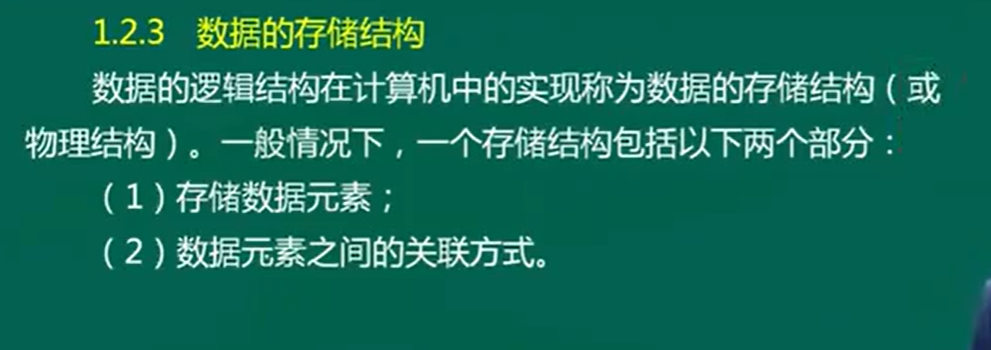 1.2.3 数据的存储结构
数据的逻辑结构在计算机中的实现称为数据的存储结构（或
物理结构）。一般情况下，一个存储结构包括以下两个部分：
（1）存储数据元素；
（2）数据元素之间的关联方式。